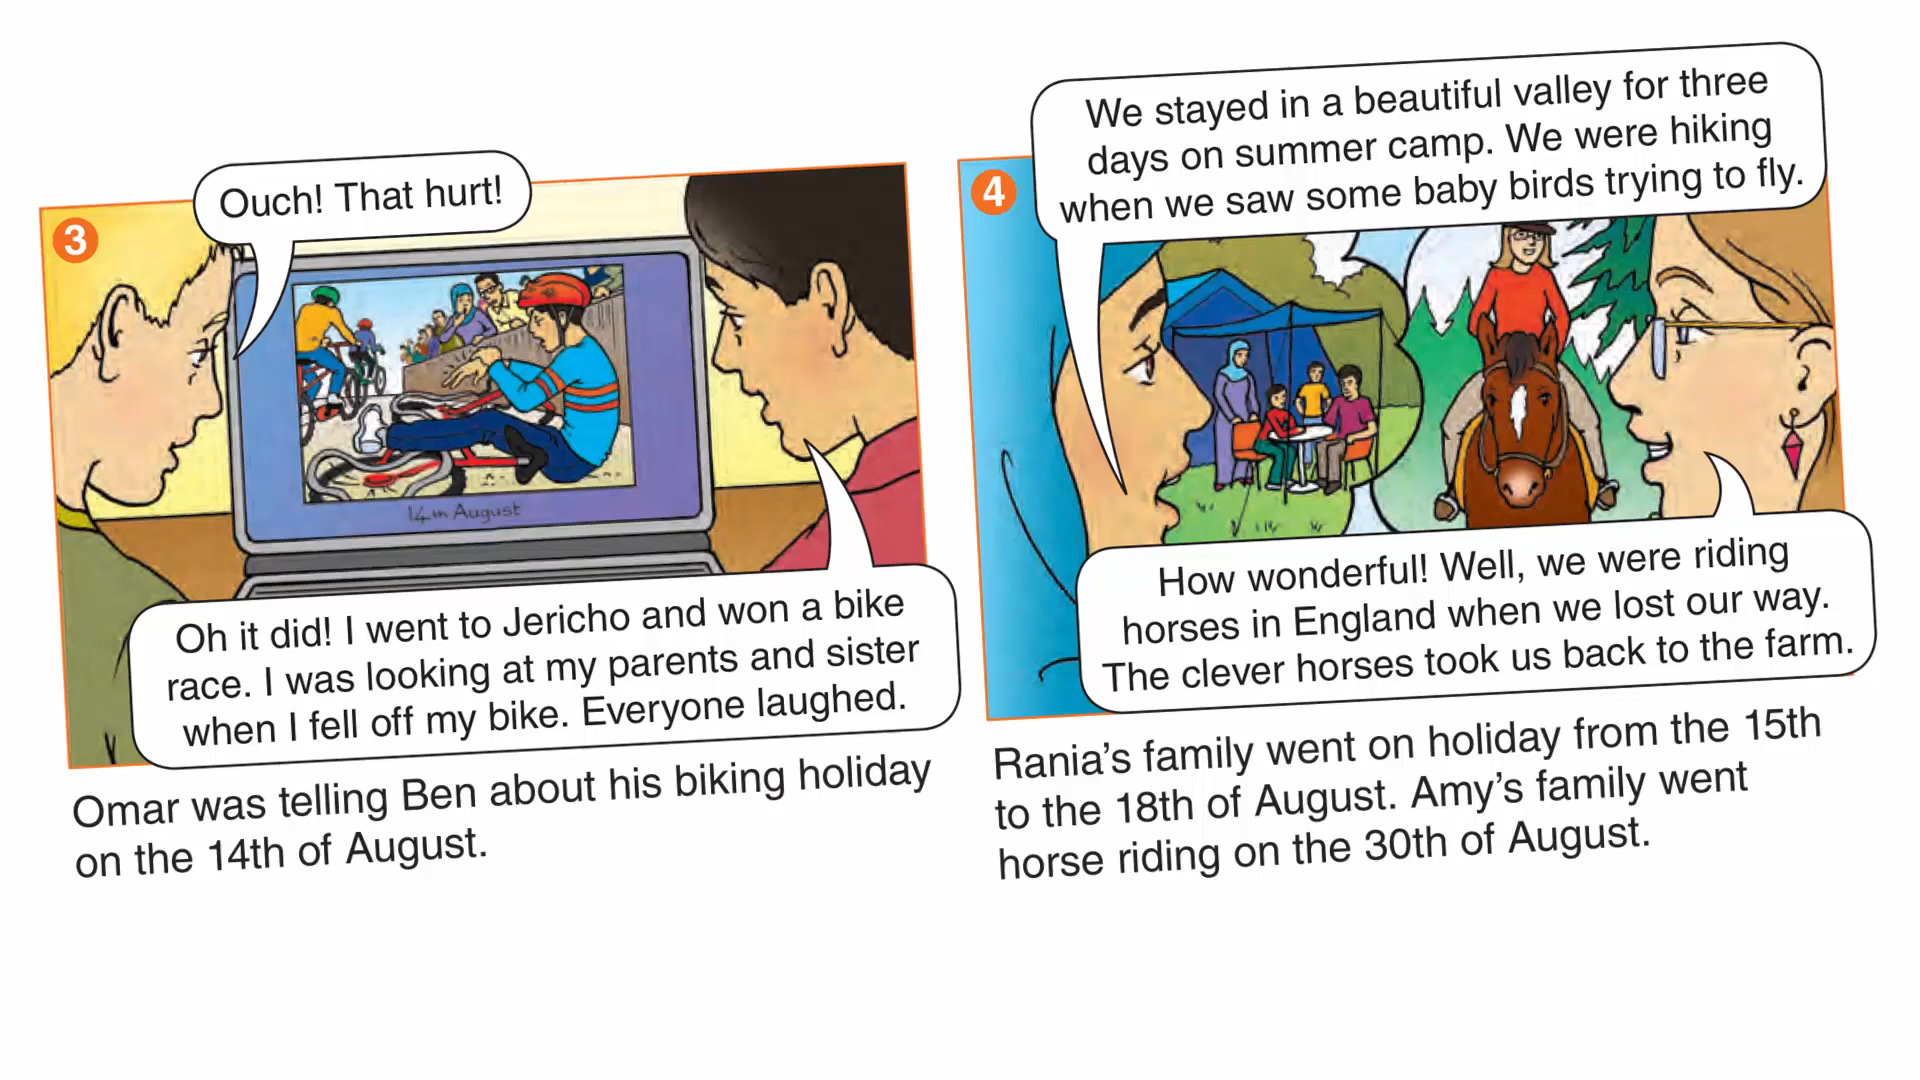 3
Ouch! That hurt!
14th August
Oh it did! I went to Jericho and won a bike
race. I was looking at my parents and sister
when I fell off my bike. Everyone laughed.
Omar was telling Ben about his biking holiday
on the 14th of August.
4
We stayed in a beautiful valley for three
days on summer camp. We were hiking
when we saw some baby birds trying to fly.
How wonderful! Well, we were riding
horses in England when we lost our way.
The clever horses took us back to the farm.
Rania's family went on holiday from the 15th
to the 18th of August. Amy's family went
horse riding on the 30th of August.